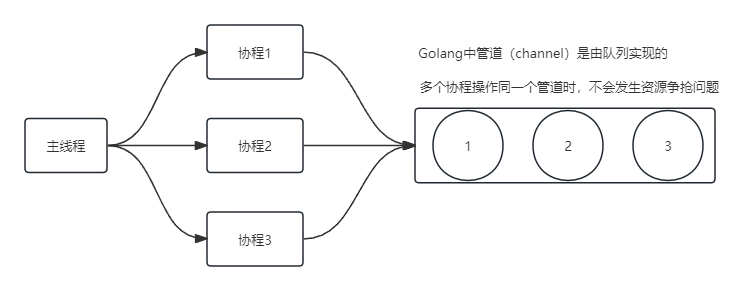 协程1
Golang中管道（channel）是由队列实现的
多个协程操作同一个管道时，不会发生资源争抢问题
主线程
协程2
1
2
3
协程3